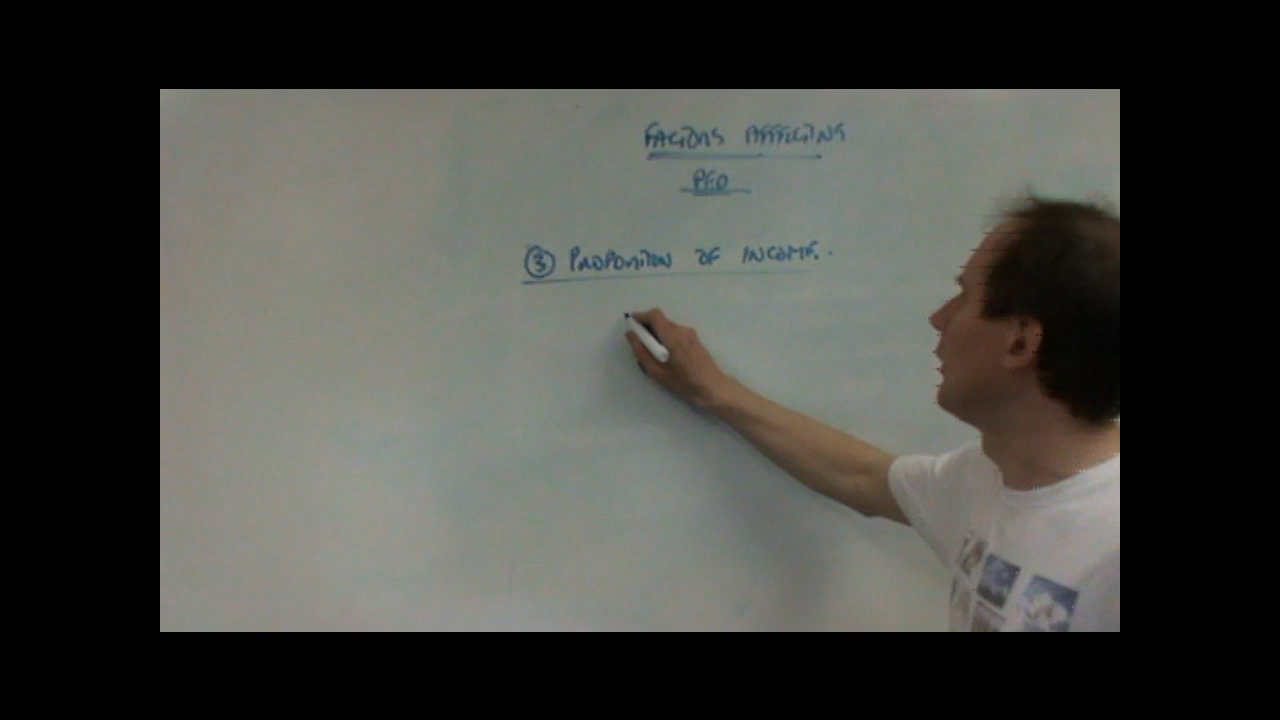 FACTORS AFFECTING
PED
③ PROPORTION OF INCOME.